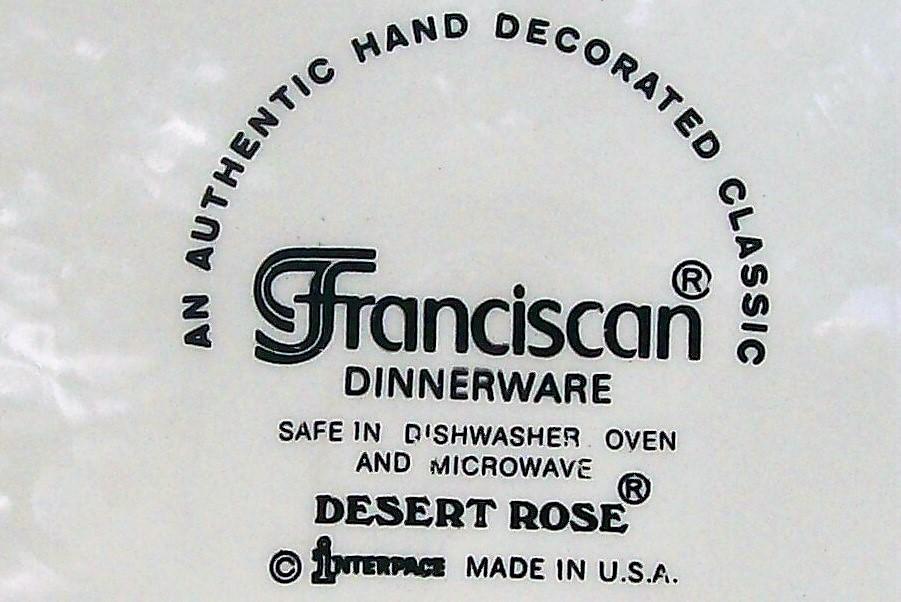 AN AUTHENTIC HAND DECORATED CLASSIC
Franciscan®
DINNERWARE
SAFE IN DISHWASHER OVEN
AND MICROWAVE
DESERT ROSE®
© INTERPACE MADE IN U.S.A.